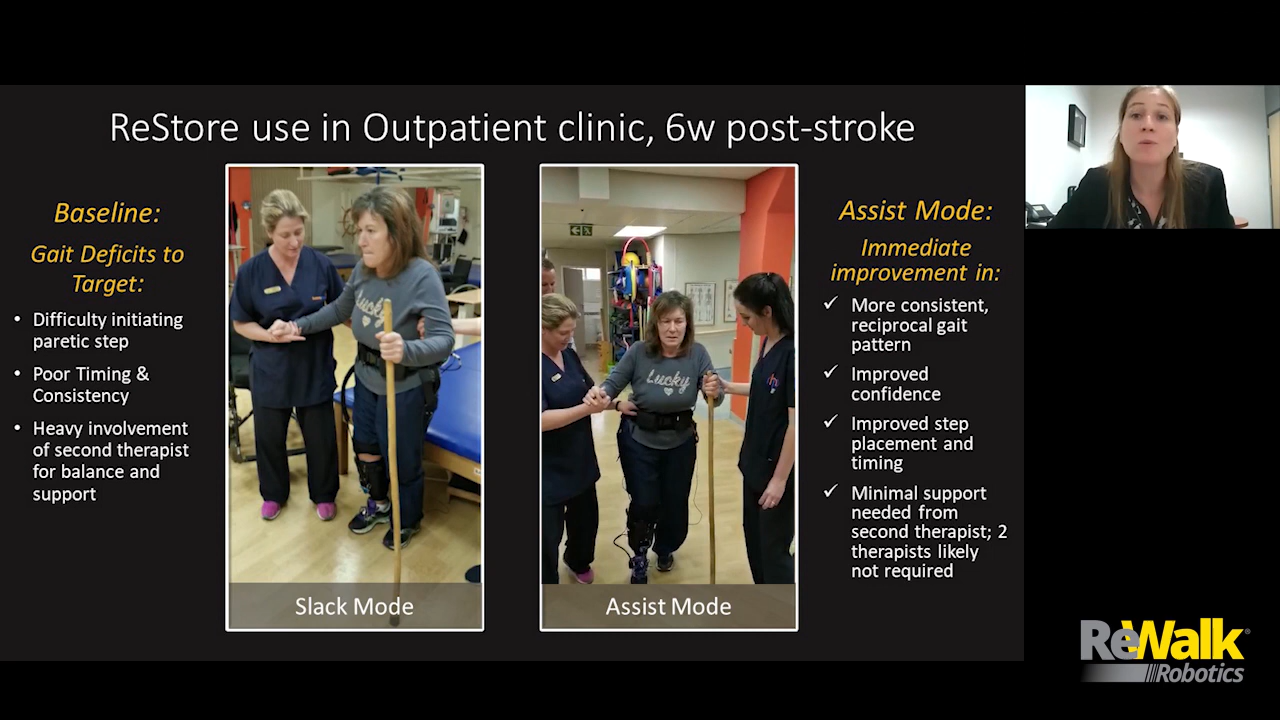 ReStore use in Outpatient clinic, 6w post-stroke
Baseline:
Gait Deficits to
Target:
• Difficulty initiating
paretic step
• Poor Timing &
Consistency
• Heavy involvement
of second therapist
for balance and
support
Lucky
Slack Mode
Lucky
Assist Mode
Assist Mode:
Immediate
improvement in:
✓ More consistent,
reciprocal gait
pattern
✓ Improved
confidence
✓ Improved step
placement and
timing
✓ Minimal support
needed from
second therapist; 2
therapists likely
not required
ReWalk®
Robotics